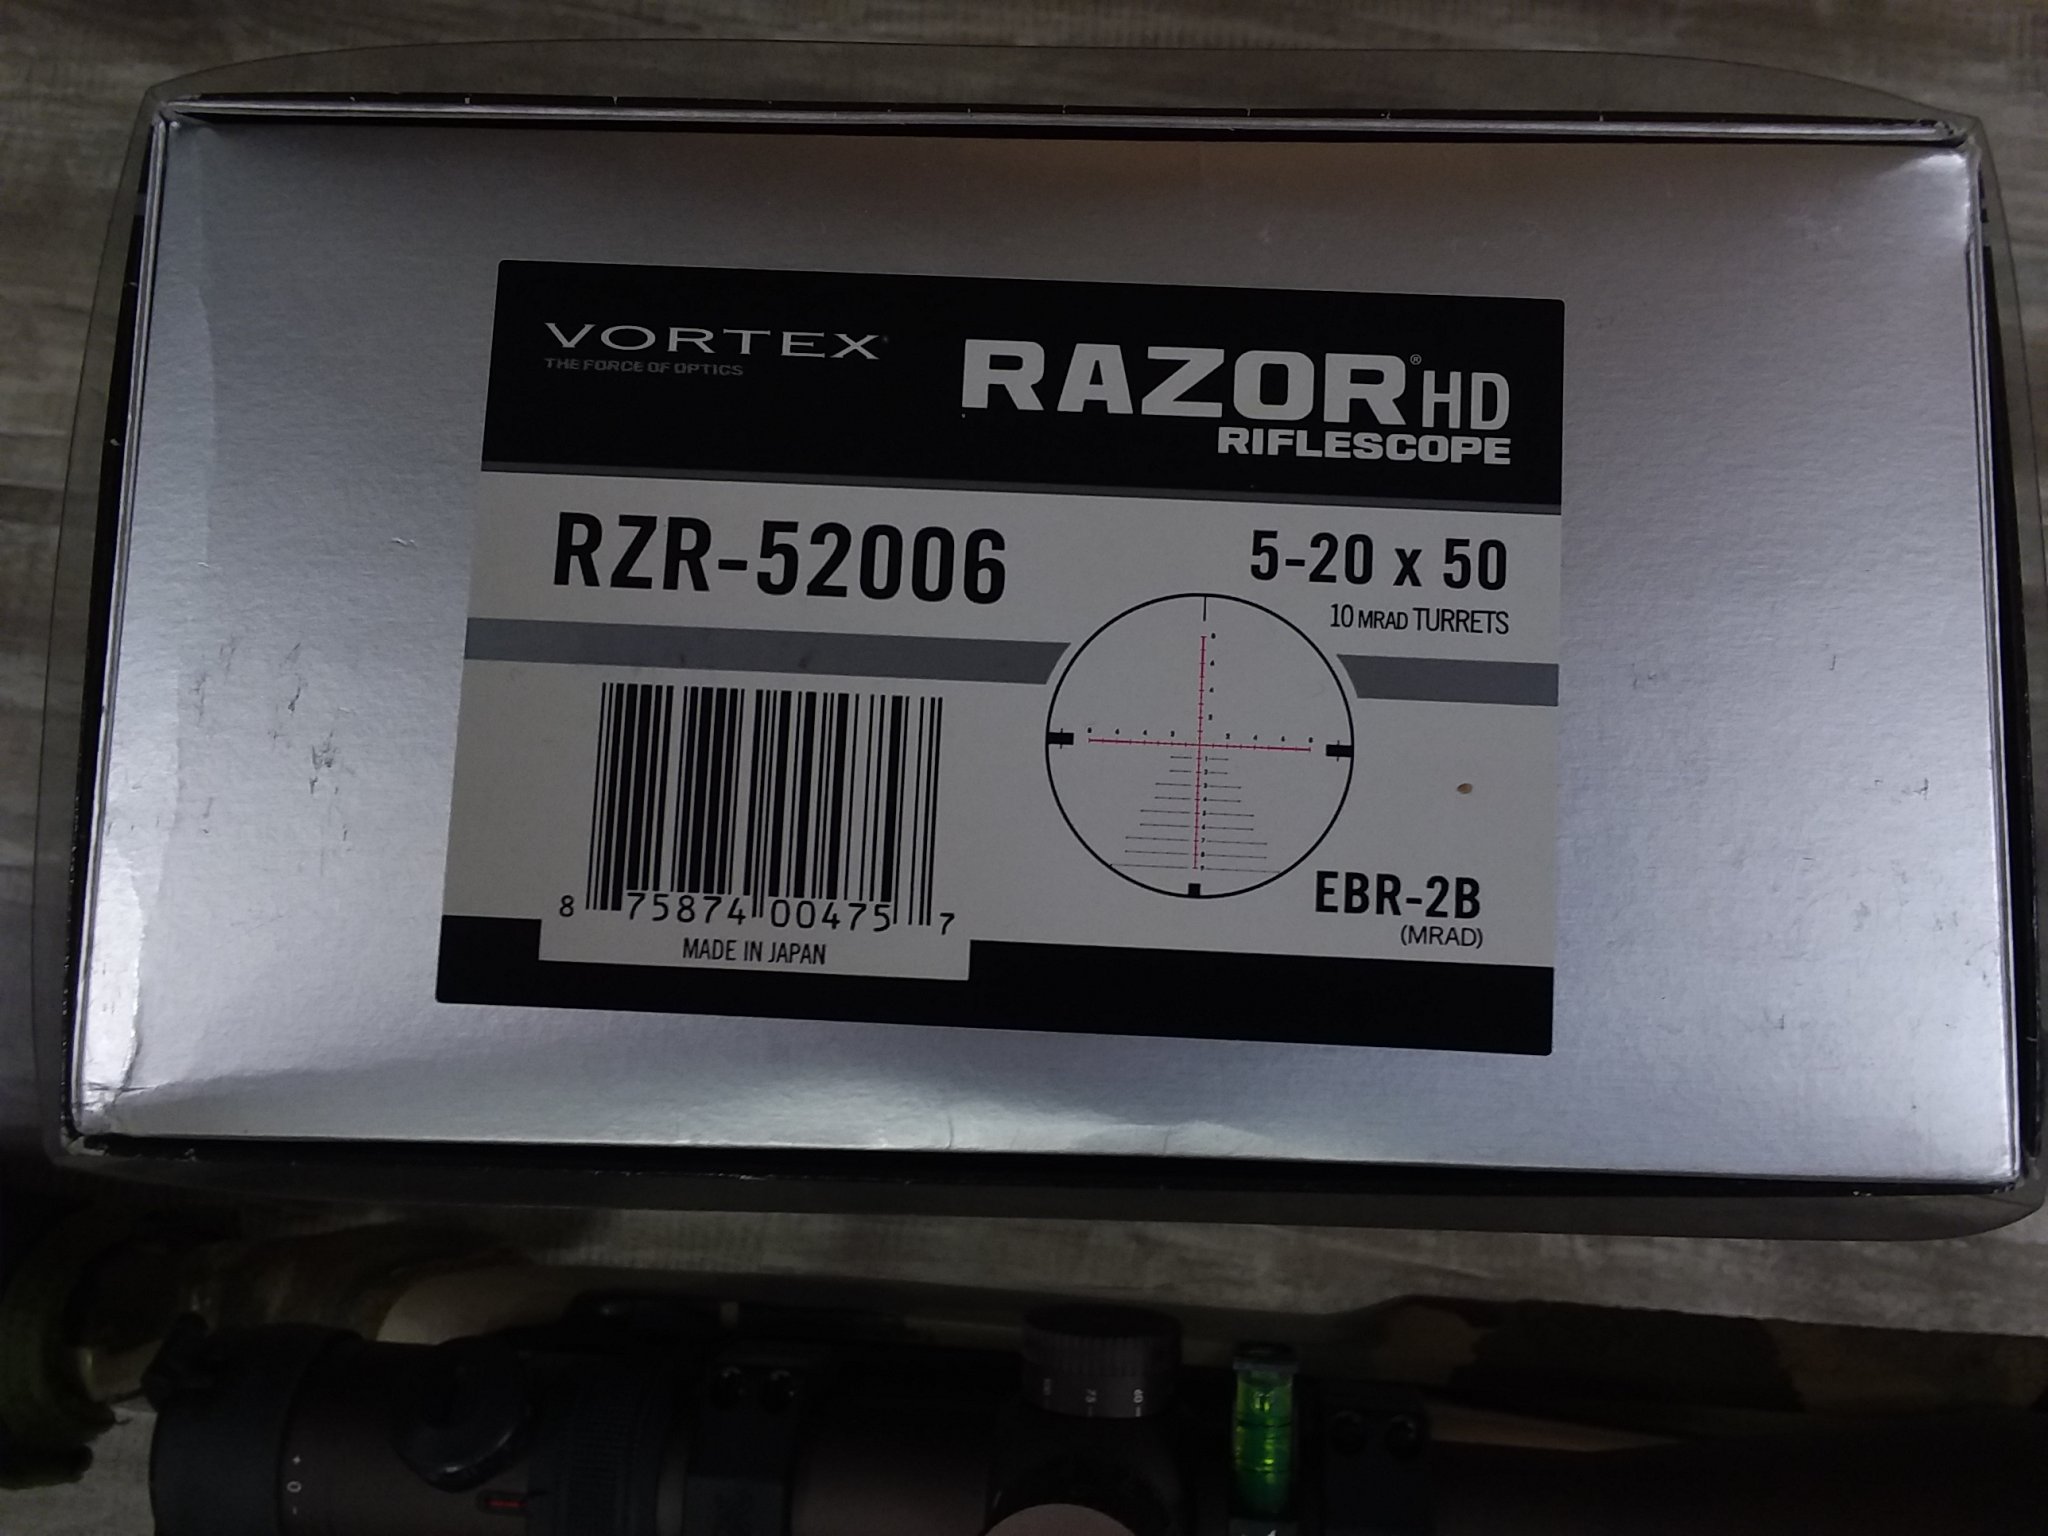 VORTEX
THE FORCE OF OPTICS
RAZOR® HD
RIFLESCOPE
RZR-52006
5-20 x 50
10 MRAD TURRETS
8 75874 00475 7
MADE IN JAPAN
EBR-2B
(MRAD)
+ 0 -